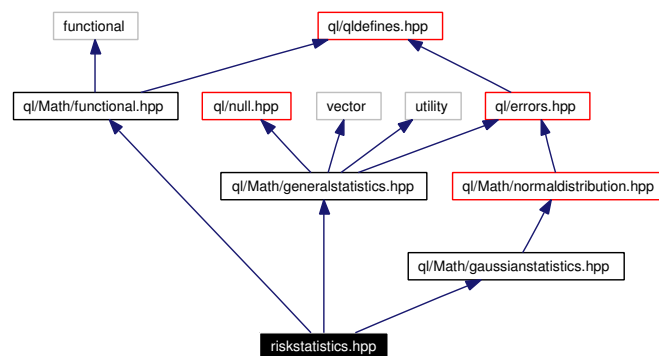 functional
ql/qldefines.hpp
ql/Math/functional.hpp
ql/null.hpp
vector
utility
ql/errors.hpp
ql/Math/generalstatistics.hpp
ql/Math/normaldistribution.hpp
ql/Math/gaussianstatistics.hpp
riskstatistics.hpp